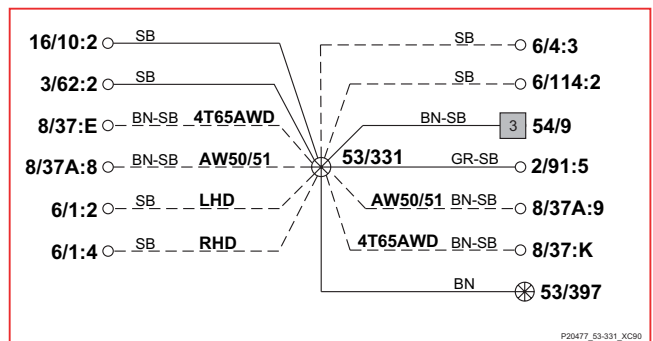 16/10:2 SB
3/62:2 SB
8/37:E BN-SB 4T65AWD
8/37A:8 BN-SB AW50/51
6/1:2 SB LHD
6/1:4 SB RHD
53/331
SB 6/4:3
SB 6/114:2
BN-SB 3 54/9
GR-SB 2/91:5
AW50/51 BN-SB 8/37A:9
4T65AWD BN-SB 8/37:K
BN 53/397
P20477_53-331_XC90